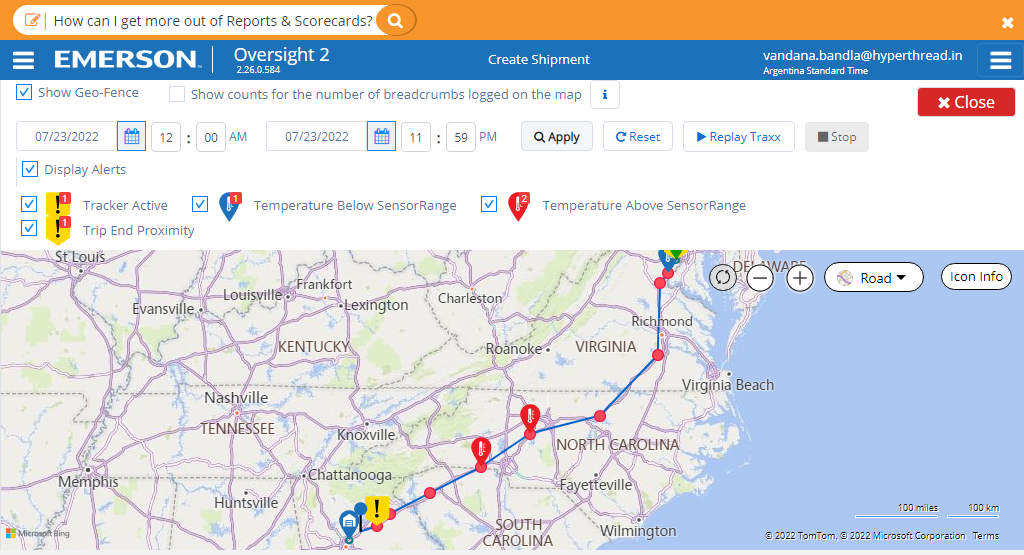 How can I get more out of Reports & Scorecards?
EMERSON
Oversight 2
2.26.0.584
Create Shipment
vandana.bandla@hyperthread.in
Argentina Standard Time
Show Geo-Fence
Show counts for the number of breadcrumbs logged on the map
i
Close
07/23/2022 12 : 00 AM 07/23/2022 11 : 59 PM Apply Reset Replay Traxx Stop
Display Alerts
! 1 Tracker Active 1 Temperature Below SensorRange 2 Temperature Above SensorRange
! 1 Trip End Proximity
St Louis
DELAWARE
Road
Icon Info
Frankfort
Louisville
Evansville
Lexington
Charleston
Richmond
KENTUCKY
Roanoke
VIRGINIA
Virginia Beach
Nashville
TENNESSEE
Knoxville
NORTH CAROLINA
Chattanooga
Memphis
Fayetteville
Huntsville
!
SOUTH
CAROLINA
Wilmington
100 miles 100 km
Microsoft Bing
© 2022 TomTom, © 2022 Microsoft Corporation Terms